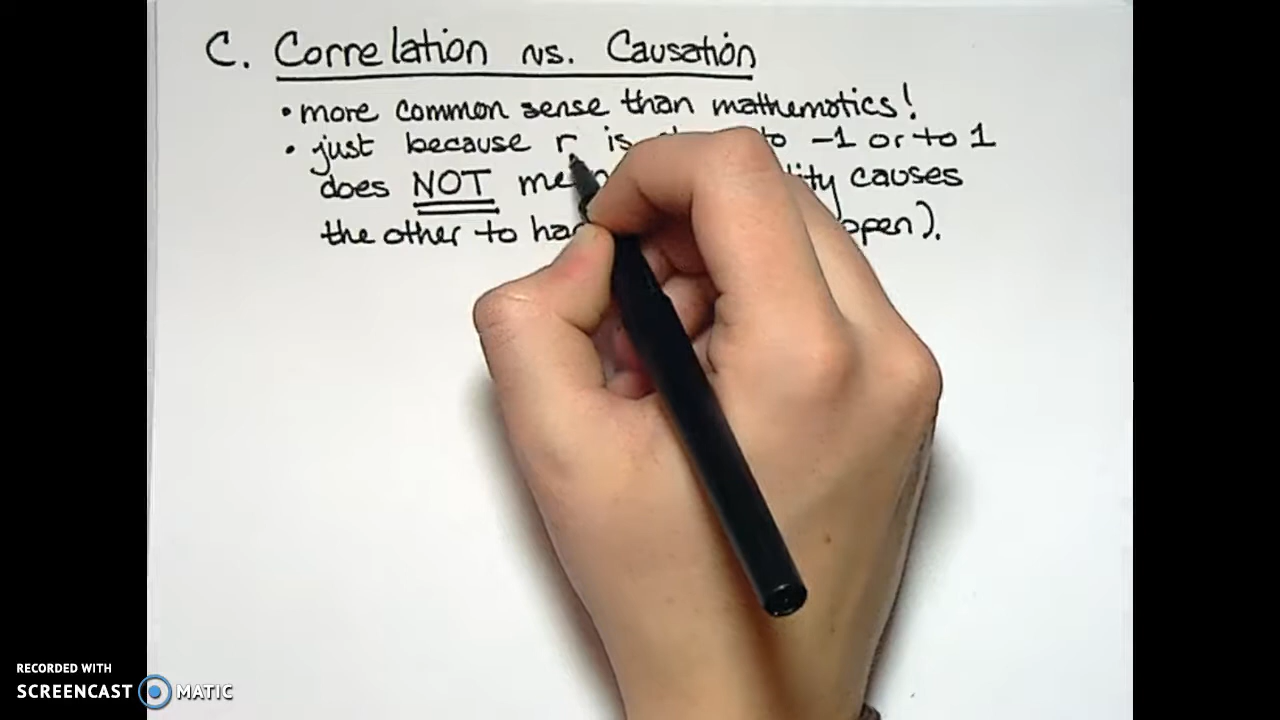 C. Correlation vs. Causation
• more common sense than mathematics!
• just because r is to -1 or to 1
does NOT causes
the other to
RECORDED WITH
SCREENCAST MATIC